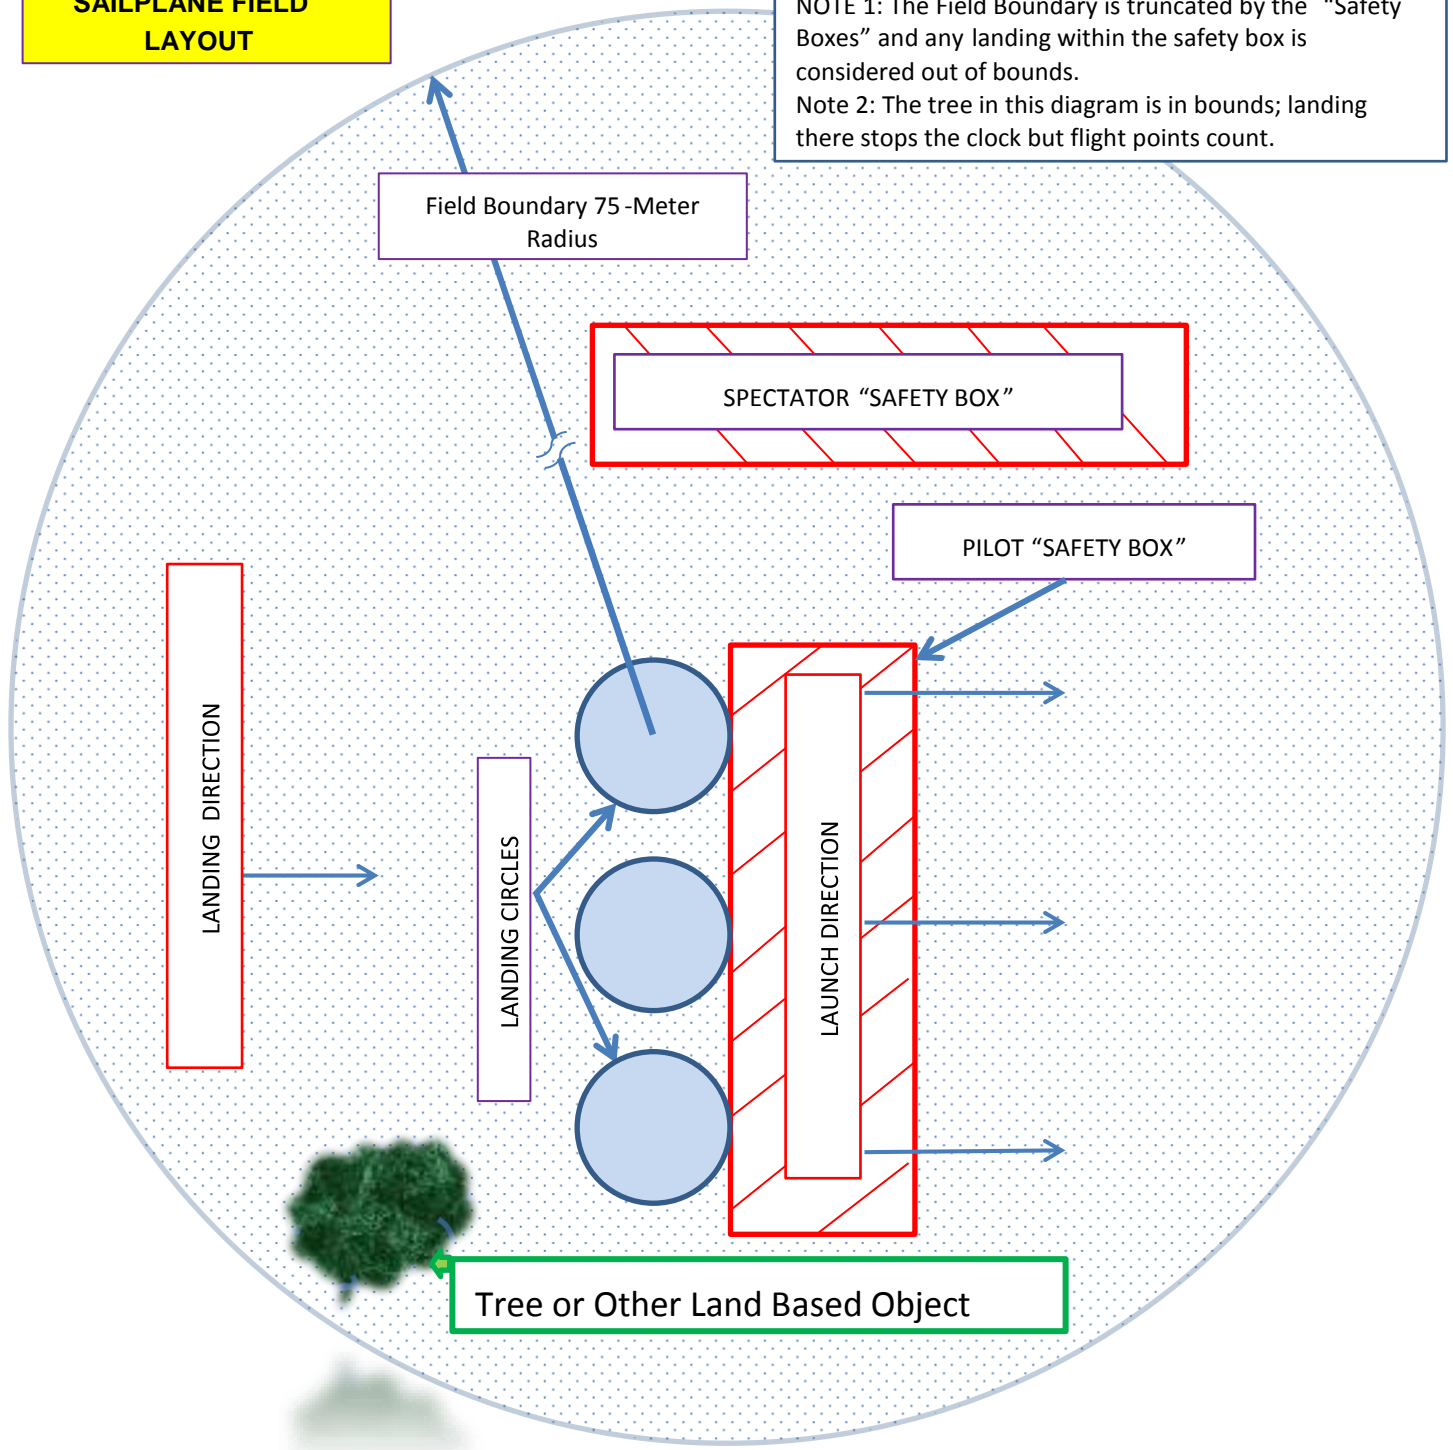 SAILPLANE FIELD
LAYOUT
NOTE 1: The Field Boundary is truncated by the “Safety
Boxes” and any landing within the safety box is
considered out of bounds.
Note 2: The tree in this diagram is in bounds; landing
there stops the clock but flight points count.
Field Boundary 75-Meter
Radius
SPECTATOR “SAFETY BOX”
PILOT “SAFETY BOX”
LANDING DIRECTION
LANDING CIRCLES
LAUNCH DIRECTION
Tree or Other Land Based Object